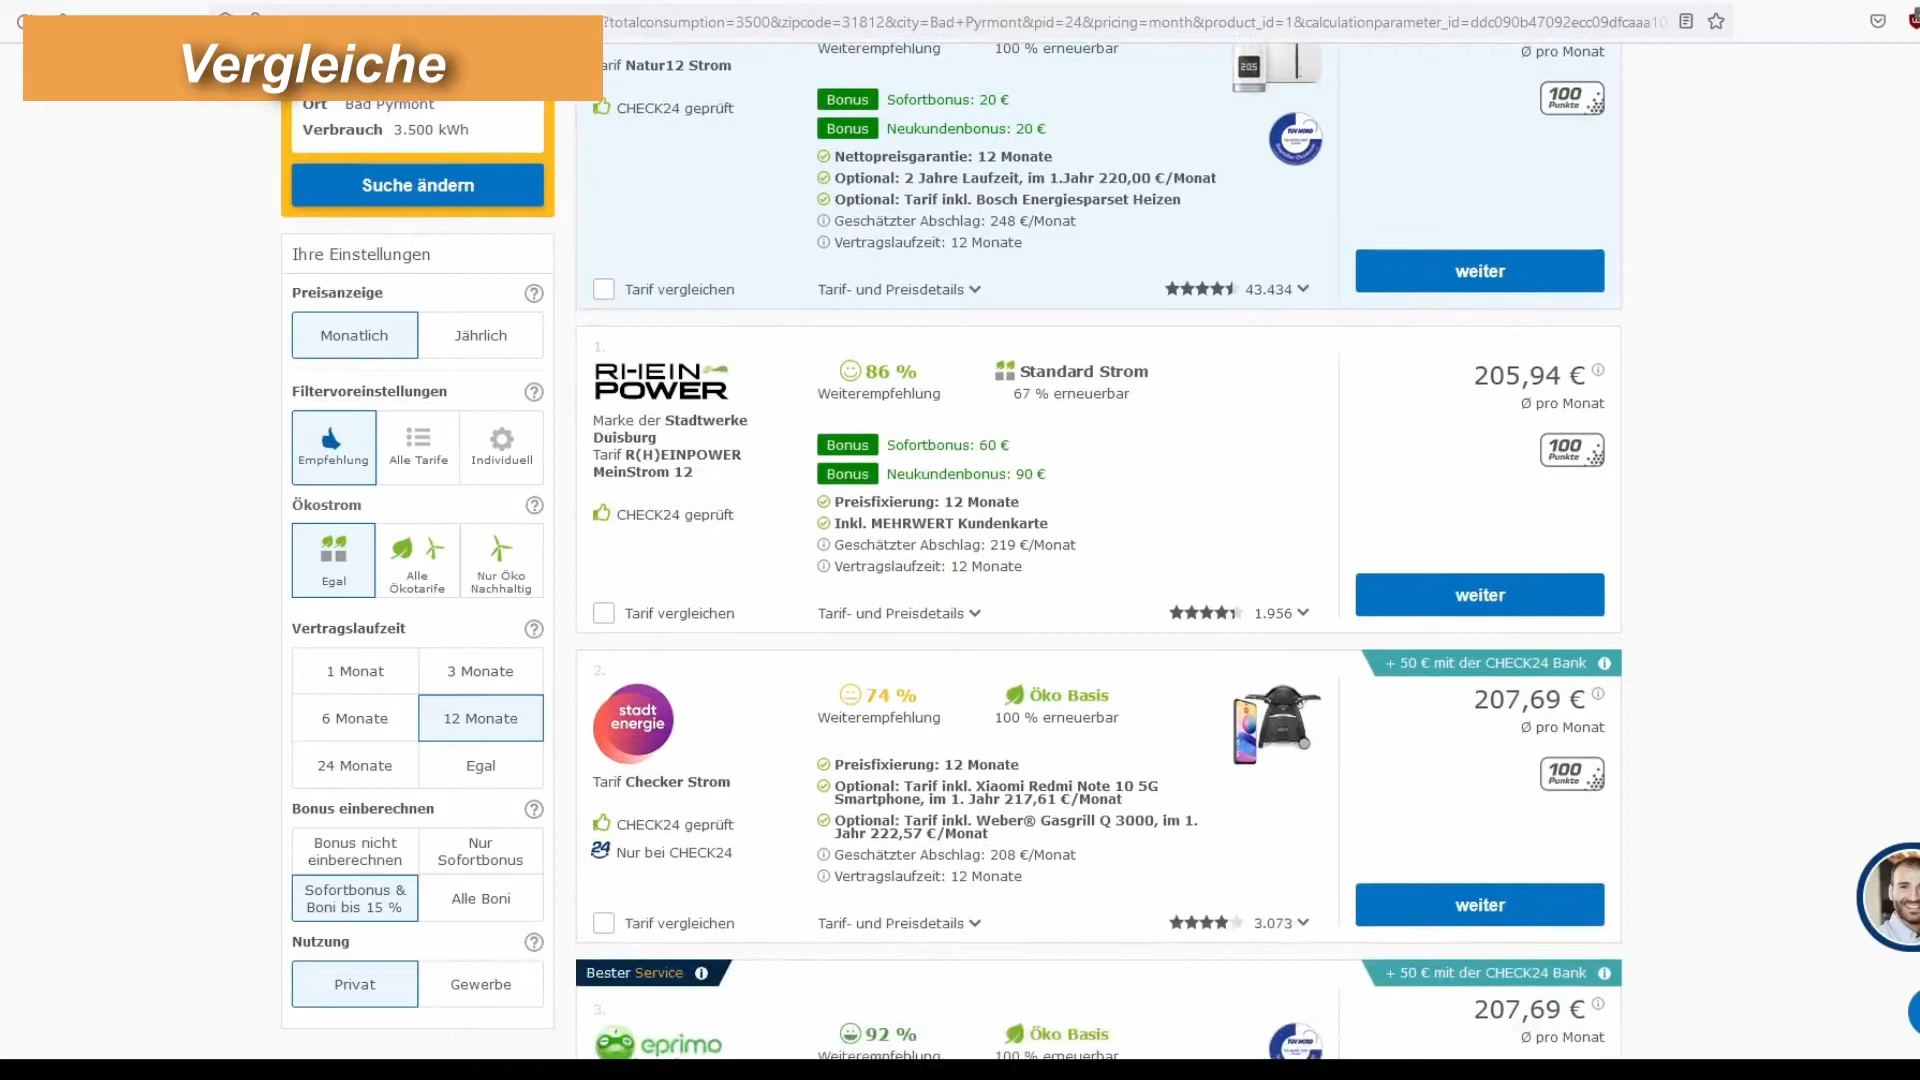 ?totalconsumption=3500&zipcode=31812&city=Bad+Pyrmont&pid=24&pricing=month&product_id=1&calculationparameter_id=ddc090b47092ecc09dfcaaa10
Vergleiche
Ort Bad Pyrmont
Verbrauch 3.500 kWh
Suche ändern
Ihre Einstellungen
Preisanzeige
Monatlich Jährlich
Filtervoreinstellungen
Empfehlung Alle Tarife Individuell
Ökostrom
Egal
Alle Ökotarife
Nur Öko Nachhaltig
Vertragslaufzeit
1 Monat 3 Monate
6 Monate 12 Monate
24 Monate Egal
Bonus einberechnen
Bonus nicht einberechnen
Nur Sofortbonus
Sofortbonus & Boni bis 15 %
Alle Boni
Nutzung
Privat Gewerbe
Weiterempfehlung 100 % erneuerbar
Ø pro Monat
Tarif Natur12 Strom
CHECK24 geprüft
Bonus Sofortbonus: 20 €
Bonus Neukundenbonus: 20 €
Nettopreisgarantie: 12 Monate
Optional: 2 Jahre Laufzeit, im 1.Jahr 220,00 €/Monat
Optional: Tarif inkl. Bosch Energiesparset Heizen
Geschätzter Abschlag: 248 €/Monat
Vertragslaufzeit: 12 Monate
TÜV NORD
100 Punkte
weiter
Tarif vergleichen Tarif- und Preisdetails 43.434
1.
RHEIN POWER
Marke der Stadtwerke
Duisburg
Tarif R(H)EINPOWER
MeinStrom 12
CHECK24 geprüft
86 % Standard Strom
Weiterempfehlung 67 % erneuerbar
Bonus Sofortbonus: 60 €
Bonus Neukundenbonus: 90 €
Preisfixierung: 12 Monate
Inkl. MEHRWERT Kundenkarte
Geschätzter Abschlag: 219 €/Monat
Vertragslaufzeit: 12 Monate
205,94 €
Ø pro Monat
100 Punkte
weiter
Tarif vergleichen Tarif- und Preisdetails 1.956
+ 50 € mit der CHECK24 Bank
2.
stadt
energie
Tarif Checker Strom
CHECK24 geprüft
24 Nur bei CHECK24
74 % Öko Basis
Weiterempfehlung 100 % erneuerbar
Preisfixierung: 12 Monate
Optional: Tarif inkl. Xiaomi Redmi Note 10 5G
Smartphone, im 1. Jahr 217,61 €/Monat
Optional: Tarif inkl. Weber® Gasgrill Q 3000, im 1.
Jahr 222,57 €/Monat
Geschätzter Abschlag: 208 €/Monat
Vertragslaufzeit: 12 Monate
207,69 €
Ø pro Monat
100 Punkte
weiter
Tarif vergleichen Tarif- und Preisdetails 3.073
Bester Service
+ 50 € mit der CHECK24 Bank
3.
eprimo
92 % Öko Basis
Weiterempfehlung 100 % erneuerbar
TÜV NORD
207,69 €
Ø pro Monat